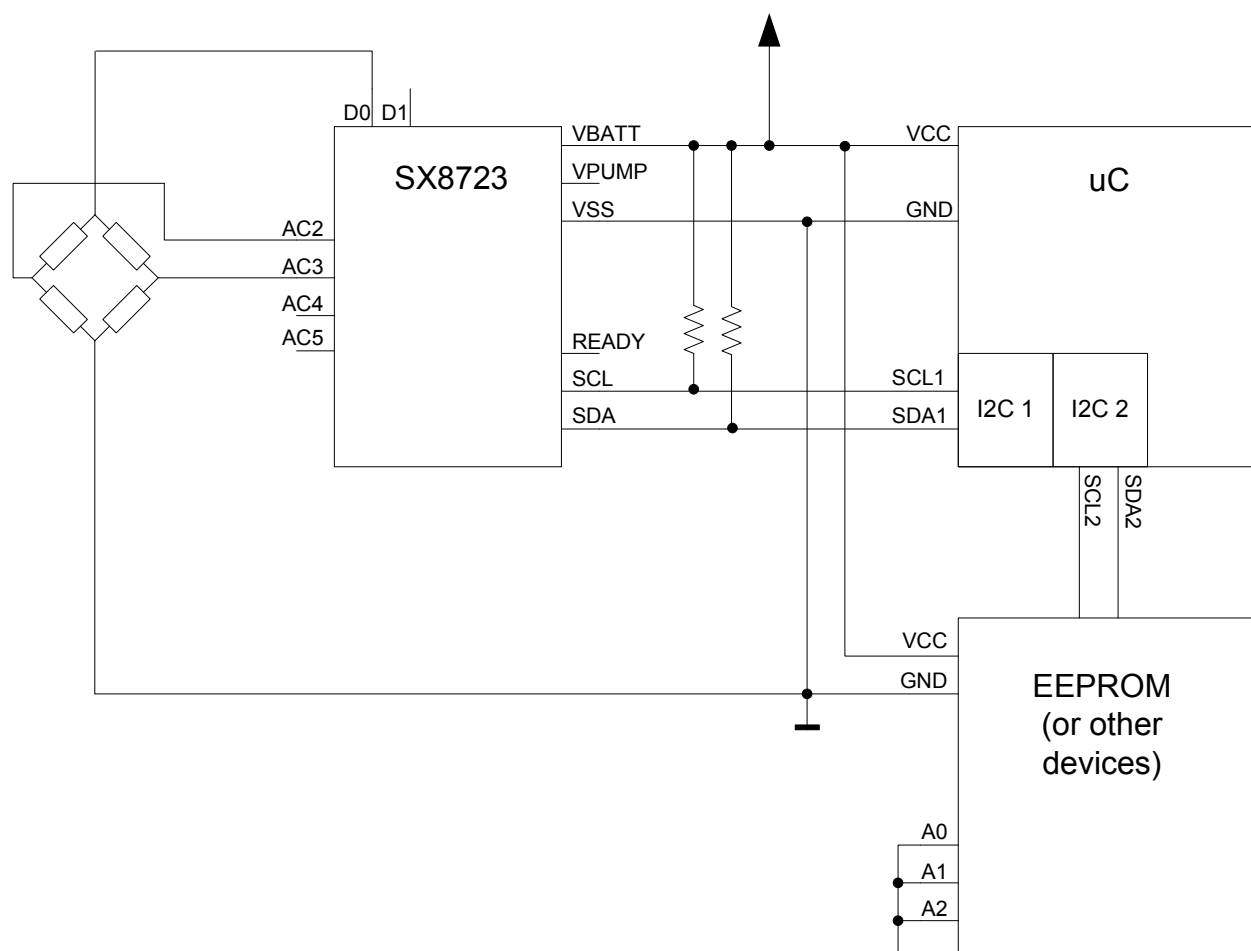 D0 D1
VBATT
VCC
SX8723
VPUMP
uC
VSS
GND
AC2
AC3
AC4
READY
AC5
SCL
SCL1
I2C 1
I2C 2
SDA
SDA1
SCL2
SDA2
VCC
GND
EEPROM
(or other
devices)
A0
A1
A2